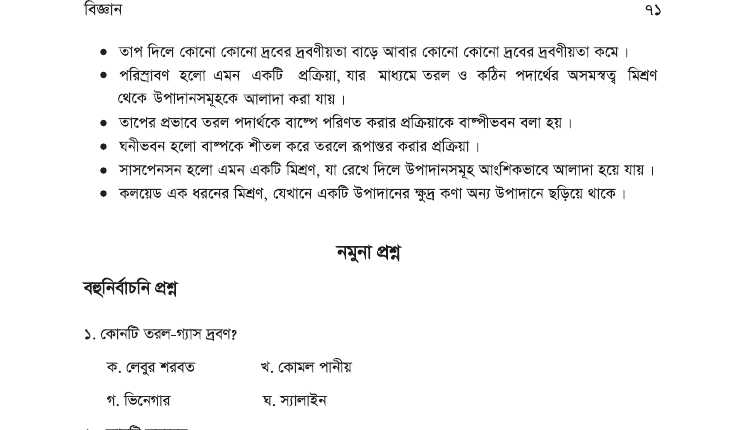 বিজ্ঞান ৭১
• তাপ দিলে কোনো কোনো দ্রবের দ্রবণীয়তা বাড়ে আবার কোনো কোনো দ্রবের দ্রবণীয়তা কমে ।
• পরিস্রাবণ হলো এমন একটি প্রক্রিয়া, যার মাধ্যমে তরল ও কঠিন পদার্থের অসমস্বত্ব মিশ্রণ
থেকে উপাদানসমূহকে আলাদা করা যায় ।
• তাপের প্রভাবে তরল পদার্থকে বাষ্পে পরিণত করার প্রক্রিয়াকে বাষ্পীভবন বলা হয় ।
• ঘনীভবন হলো বাষ্পকে শীতল করে তরলে রূপান্তর করার প্রক্রিয়া ।
• সাসপেনসন হলো এমন একটি মিশ্রণ, যা রেখে দিলে উপাদানসমূহ আংশিকভাবে আলাদা হয়ে যায় ।
• কলয়েড এক ধরনের মিশ্রণ, যেখানে একটি উপাদানের ক্ষুদ্র কণা অন্য উপাদানে ছড়িয়ে থাকে ।
নমুনা প্রশ্ন
বহুনির্বাচনি প্রশ্ন
১. কোনটি তরল-গ্যাস দ্রবণ?
ক. লেবুর শরবত খ. কোমল পানীয়
গ. ভিনেগার ঘ. স্যালাইন